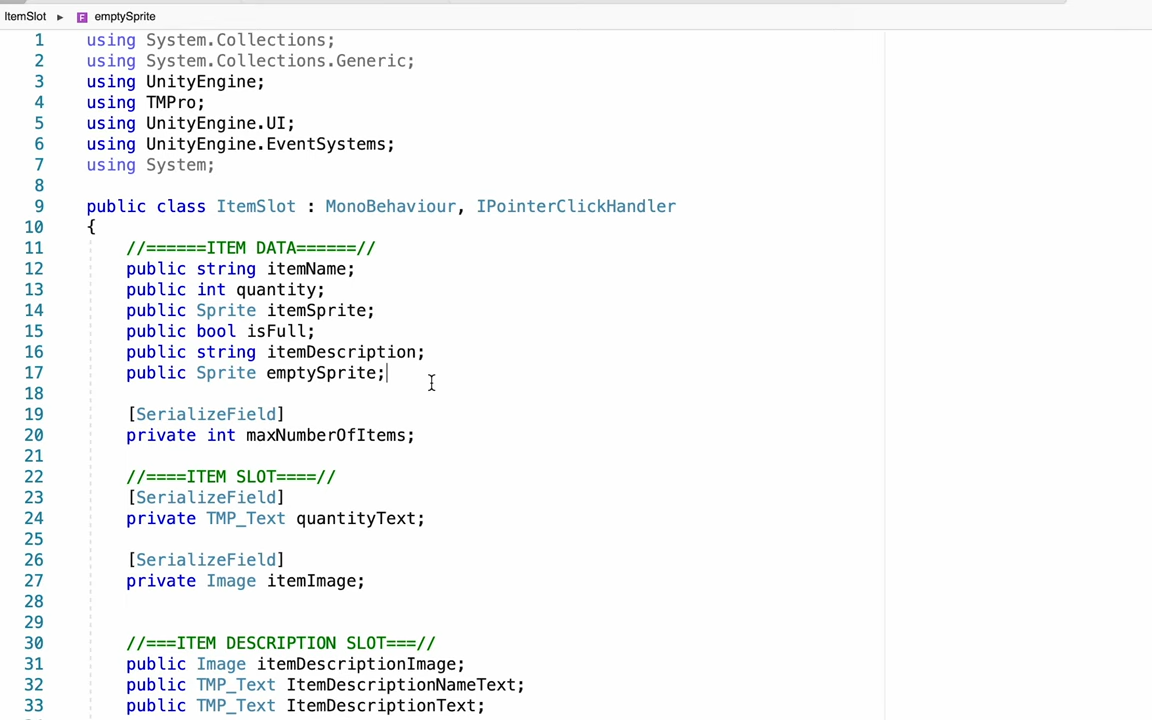 ItemSlot ▸ F emptySprite
1 using System.Collections;
2 using System.Collections.Generic;
3 using UnityEngine;
4 using TMPro;
5 using UnityEngine.UI;
6 using UnityEngine.EventSystems;
7 using System;
8
9 public class ItemSlot : MonoBehaviour, IPointerClickHandler
10 {
11 //======ITEM DATA======//
12 public string itemName;
13 public int quantity;
14 public Sprite itemSprite;
15 public bool isFull;
16 public string itemDescription;
17 public Sprite emptySprite;
18
19 [SerializeField]
20 private int maxNumberOfItems;
21
22 //====ITEM SLOT====//
23 [SerializeField]
24 private TMP_Text quantityText;
25
26 [SerializeField]
27 private Image itemImage;
28
29
30 //===ITEM DESCRIPTION SLOT===//
31 public Image itemDescriptionImage;
32 public TMP_Text ItemDescriptionNameText;
33 public TMP_Text ItemDescriptionText;